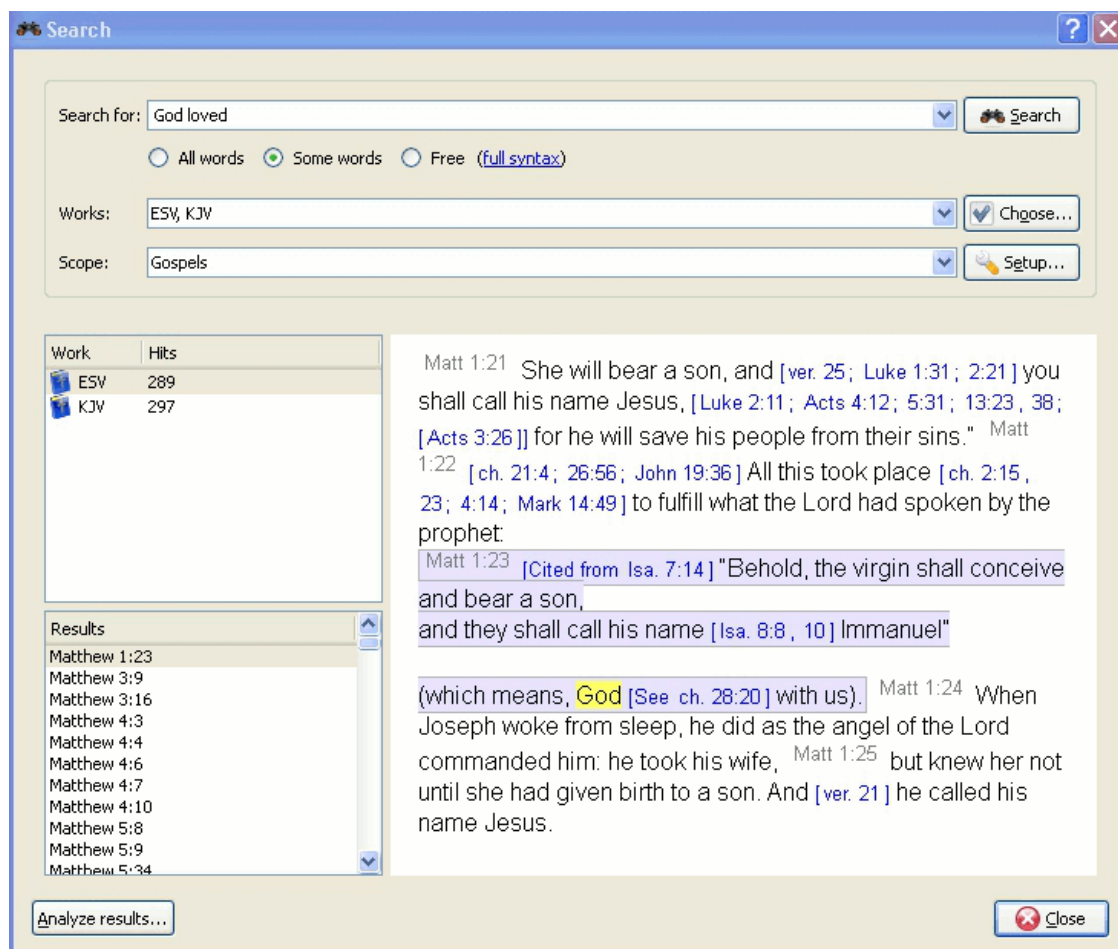 Search
Search for: God loved Search
All words Some words Free (full syntax)
Works: ESV, KJV Choose...
Scope: Gospels Setup...
Work Hits
ESV 289
KJV 297
Results
Matthew 1:23
Matthew 3:9
Matthew 3:16
Matthew 4:3
Matthew 4:4
Matthew 4:6
Matthew 4:7
Matthew 4:10
Matthew 5:8
Matthew 5:9
Matthew 5:34
Matt 1:21 She will bear a son, and [ver. 25; Luke 1:31; 2:21] you
shall call his name Jesus, [Luke 2:11; Acts 4:12; 5:31; 13:23, 38;
[Acts 3:26]] for he will save his people from their sins." Matt
1:22 [ch. 21:4; 26:56; John 19:36] All this took place [ch. 2:15,
23; 4:14; Mark 14:49] to fulfill what the Lord had spoken by the
prophet:
Matt 1:23 [Cited from Isa. 7:14] "Behold, the virgin shall conceive
and bear a son,
and they shall call his name [Isa. 8:8, 10] Immanuel"
(which means, God [See ch. 28:20] with us). Matt 1:24 When
Joseph woke from sleep, he did as the angel of the Lord
commanded him: he took his wife, Matt 1:25 but knew her not
until she had given birth to a son. And [ver. 21] he called his
name Jesus.
Analyze results... Close